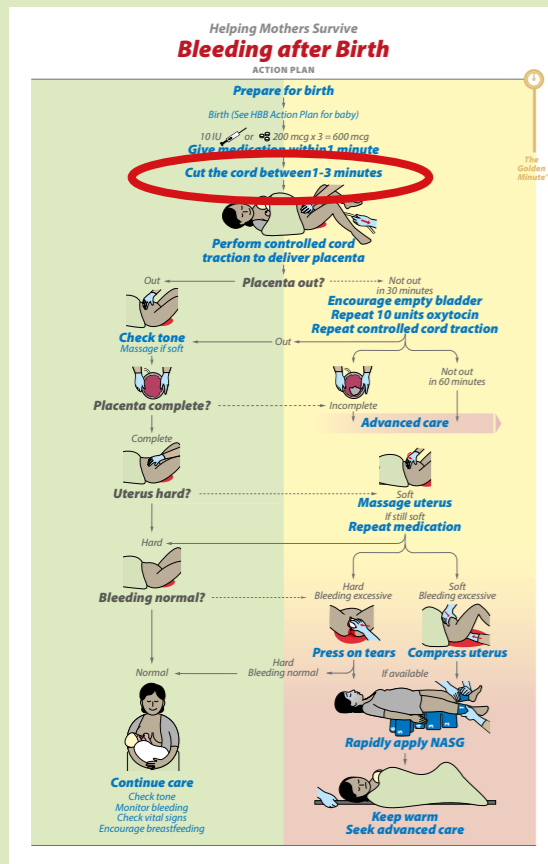 Helping Mothers Survive
Bleeding after Birth
ACTION PLAN
Prepare for birth
Birth (See HBB Action Plan for baby)
10 IU or 200 mcg x 3 = 600 mcg
Give medication within 1 minute
The
Golden
Minute®
Cut the cord between 1-3 minutes
Perform controlled cord
traction to deliver placenta
Out
Placenta out?
Not out
in 30 minutes
Encourage empty bladder
Repeat 10 units oxytocin
Repeat controlled cord traction
Check tone
Massage if soft
Out
Not out
in 60 minutes
Placenta complete?
Incomplete
Advanced care
Complete
Uterus hard?
Soft
Massage uterus
If still soft
Repeat medication
Hard
Bleeding normal?
Hard
Bleeding excessive
Soft
Bleeding excessive
Press on tears
Compress uterus
Normal
Hard
Bleeding normal
If available
Rapidly apply NASG
Continue care
Check tone
Monitor bleeding
Check vital signs
Encourage breastfeeding
Keep warm
Seek advanced care